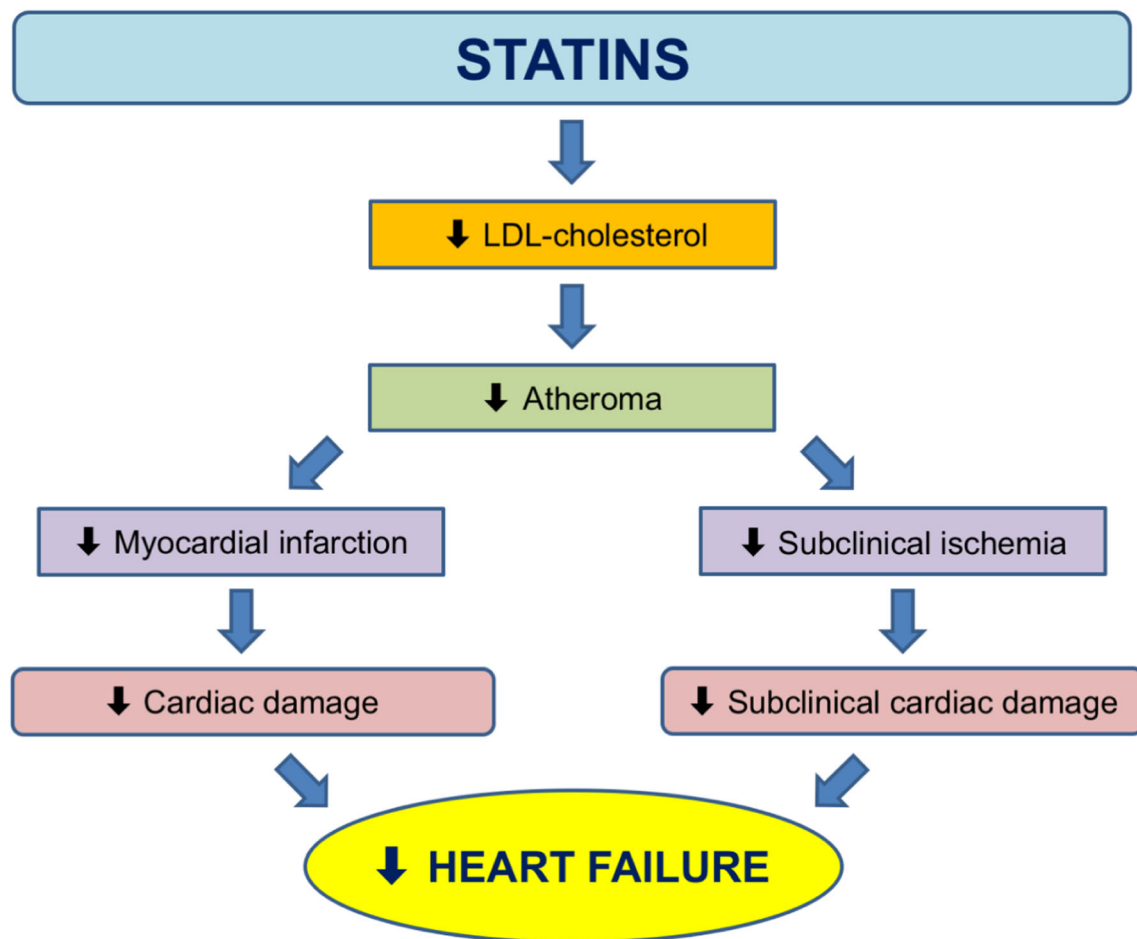 STATINS
⬇ LDL-cholesterol
⬇ Atheroma
⬇ Myocardial infarction
⬇ Subclinical ischemia
⬇ Cardiac damage
⬇ Subclinical cardiac damage
⬇ HEART FAILURE